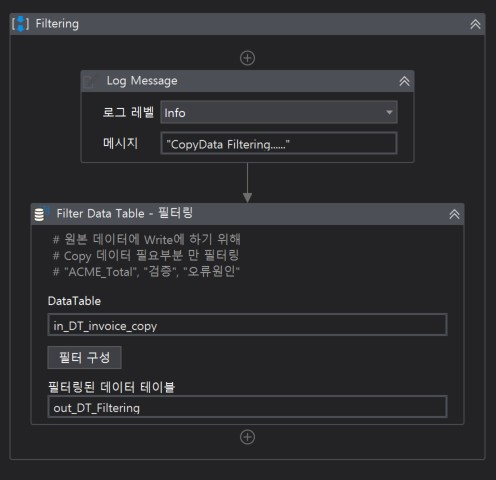 Filtering
Log Message
로그 레벨 Info
메시지 "CopyData Filtering......"
Filter Data Table - 필터링
# 원본 데이터에 Write에 하기 위해
# Copy 데이터 필요부분 만 필터링
# "ACME_Total", "검증", "오류원인"
DataTable
in_DT_invoice_copy
필터 구성
필터링된 데이터 테이블
out_DT_Filtering